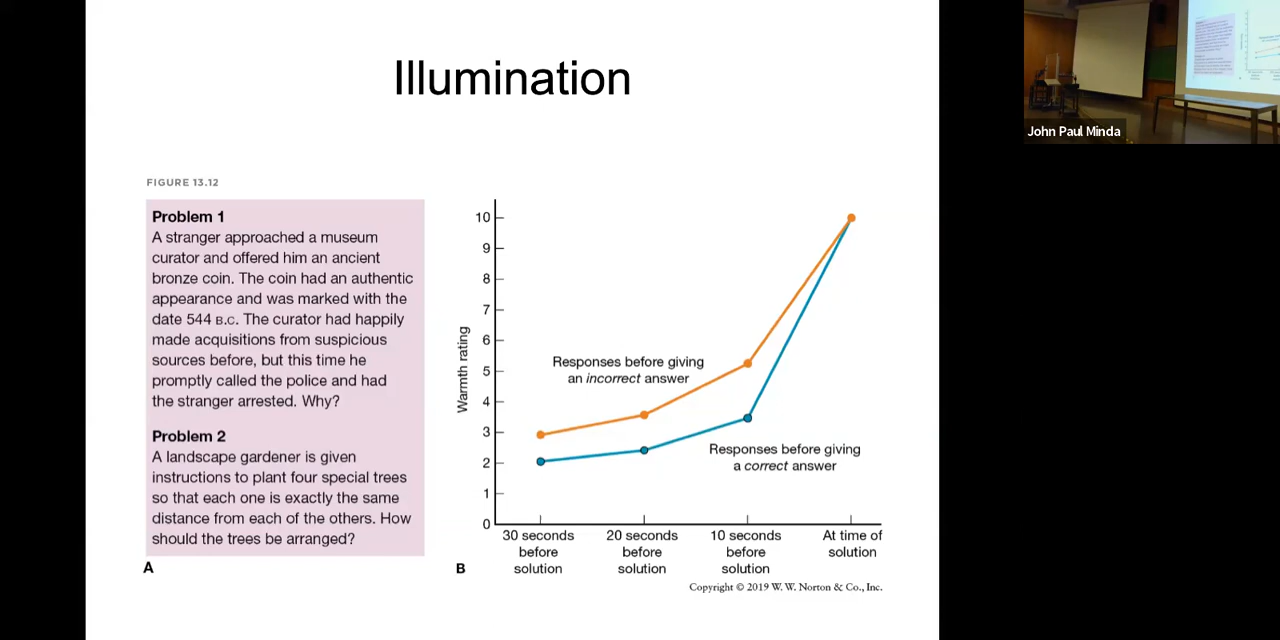 Illumination
FIGURE 13.12
Problem 1
A stranger approached a museum
curator and offered him an ancient
bronze coin. The coin had an authentic
appearance and was marked with the
date 544 B.C. The curator had happily
made acquisitions from suspicious
sources before, but this time he
promptly called the police and had
the stranger arrested. Why?
Problem 2
A landscape gardener is given
instructions to plant four special trees
so that each one is exactly the same
distance from each of the others. How
should the trees be arranged?
A
Warmth rating
10
9
8
7
6
5
4
3
2
1
0
Responses before giving
an incorrect answer
Responses before giving
a correct answer
30 seconds
before
solution
20 seconds
before
solution
10 seconds
before
solution
At time of
solution
B
Copyright © 2019 W. W. Norton & Co., Inc.
John Paul Minda